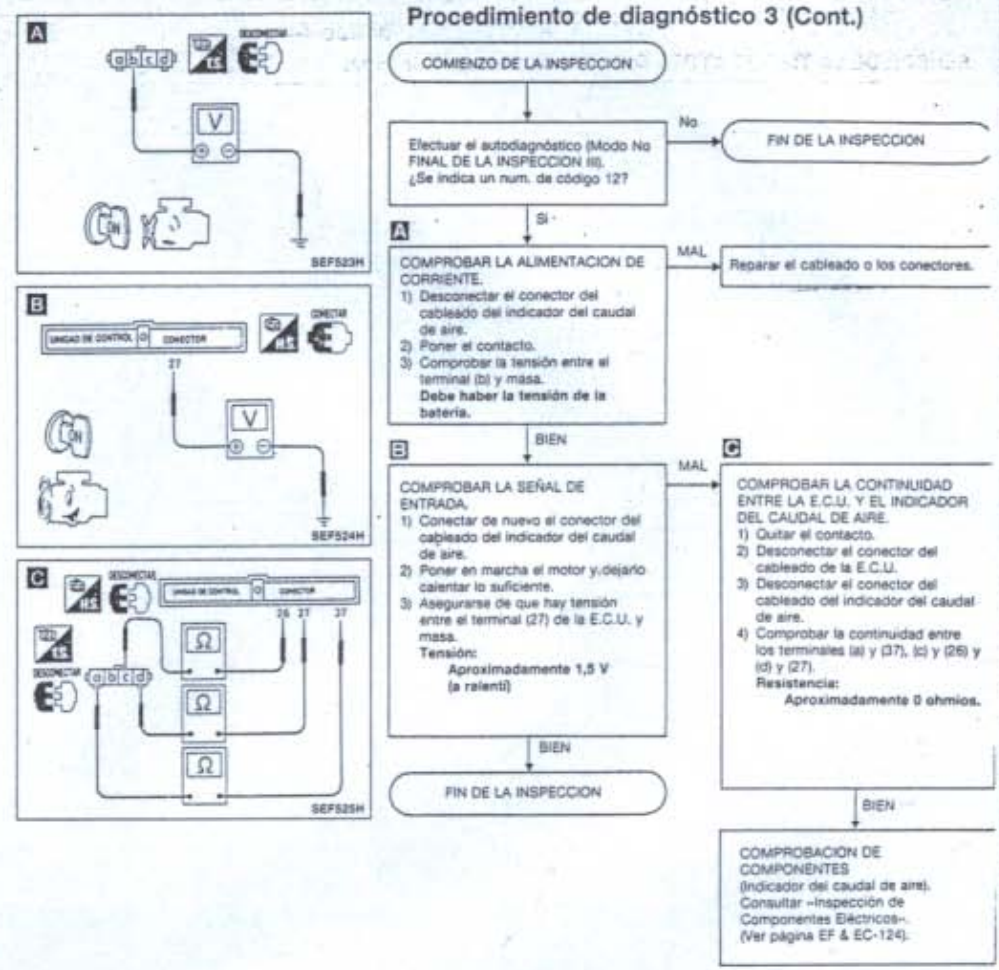 Procedimiento de diagnóstico 3 (Cont.)
A
DESCONECTAR
T.S.
a b c d
V
+ -
ON
SEF523H
B
CONECTAR
H.S.
UNIDAD DE CONTROL O CONECTOR
27
V
+ -
ON
SEF524H
C
DESCONECTAR
H.S.
UNIDAD DE CONTROL O CONECTOR
26 27 37
T.S.
DESCONECTAR
a b c d
Ω
Ω
Ω
SEF525H
COMIENZO DE LA INSPECCION
Efectuar el autodiagnóstico (Modo No
FINAL DE LA INSPECCION III).
¿Se indica un num. de código 12?
No
FIN DE LA INSPECCION
Si
A
COMPROBAR LA ALIMENTACION DE
CORRIENTE.
1) Desconectar el conector del
cableado del indicador del caudal
de aire.
2) Poner el contacto.
3) Comprobar la tensión entre el
terminal (b) y masa.
Debe haber la tensión de la
batería.
MAL
Reparar el cableado o los conectores.
BIEN
B
COMPROBAR LA SEÑAL DE
ENTRADA.
1) Conectar de nuevo el conector del
cableado del indicador del caudal
de aire.
2) Poner en marcha el motor y dejarlo
calentar lo suficiente.
3) Asegurarse de que hay tensión
entre el terminal (27) de la E.C.U. y
masa.
Tensión:
Aproximadamente 1,5 V
(a ralentí)
MAL
C
COMPROBAR LA CONTINUIDAD
ENTRE LA E.C.U. Y EL INDICADOR
DEL CAUDAL DE AIRE.
1) Quitar el contacto.
2) Desconectar el conector del
cableado de la E.C.U.
3) Desconectar el conector del
cableado del indicador del caudal
de aire.
4) Comprobar la continuidad entre
los terminales (a) y (37), (c) y (26) y
(d) y (27).
Resistencia:
Aproximadamente 0 ohmios.
BIEN
FIN DE LA INSPECCION
BIEN
COMPROBACION DE
COMPONENTES
(Indicador del caudal de aire).
Consultar –Inspección de
Componentes Eléctricos–.
(Ver página EF & EC-124).